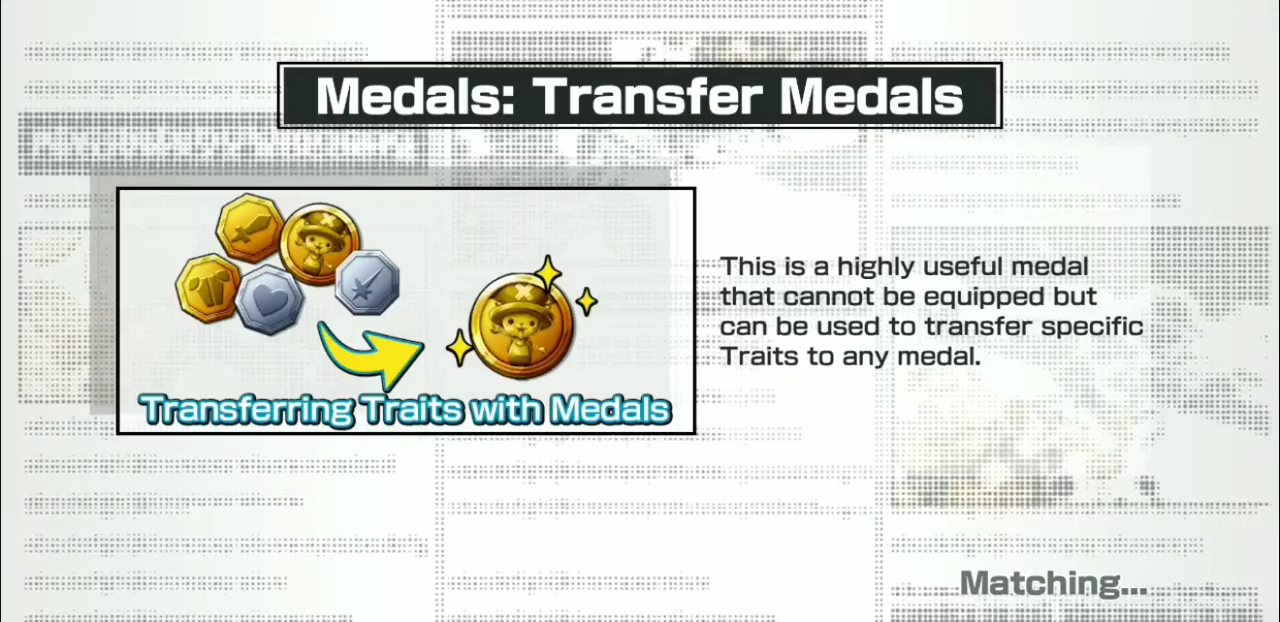 Medals: Transfer Medals
This is a highly useful medal
that cannot be equipped but
can be used to transfer specific
Traits to any medal.
Transferring Traits with Medals
Matching...